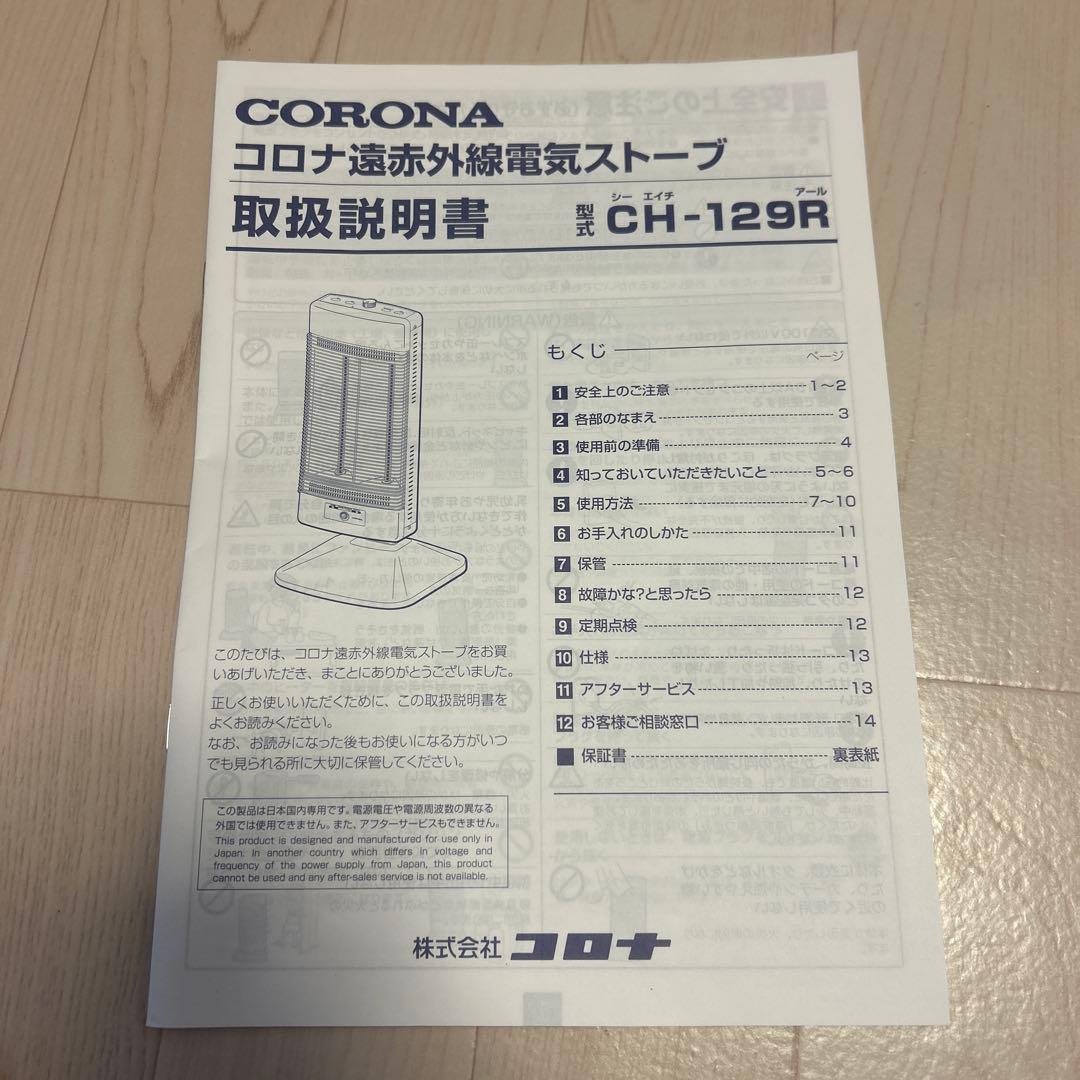 CORONA
コロナ遠赤外線電気ストーブ
取扱説明書
型式
シー エイチ アール
CH-129R
もくじ
ページ
1 安全上のご注意 1〜2
2 各部のなまえ 3
3 使用前の準備 4
4 知っておいていただきたいこと 5〜6
5 使用方法 7〜10
6 お手入れのしかた 11
7 保管 11
8 故障かな?と思ったら 12
9 定期点検 12
10 仕様 13
11 アフターサービス 13
12 お客様ご相談窓口 14
■ 保証書 裏表紙
このたびは、コロナ遠赤外線電気ストーブをお買
いあげいただき、まことにありがとうございました。
正しくお使いいただくために、この取扱説明書を
よくお読みください。
なお、お読みになった後もお使いになる方がいつ
でも見られる所に大切に保管してください。
この製品は日本国内専用です。電源電圧や電源周波数の異なる
外国では使用できません。また、アフターサービスもできません。
This product is designed and manufactured for use only in
Japan. In another country which differs in voltage and
frequency of the power supply from Japan, this product
cannot be used and any after-sales service is not available.
株式会社 コロナ